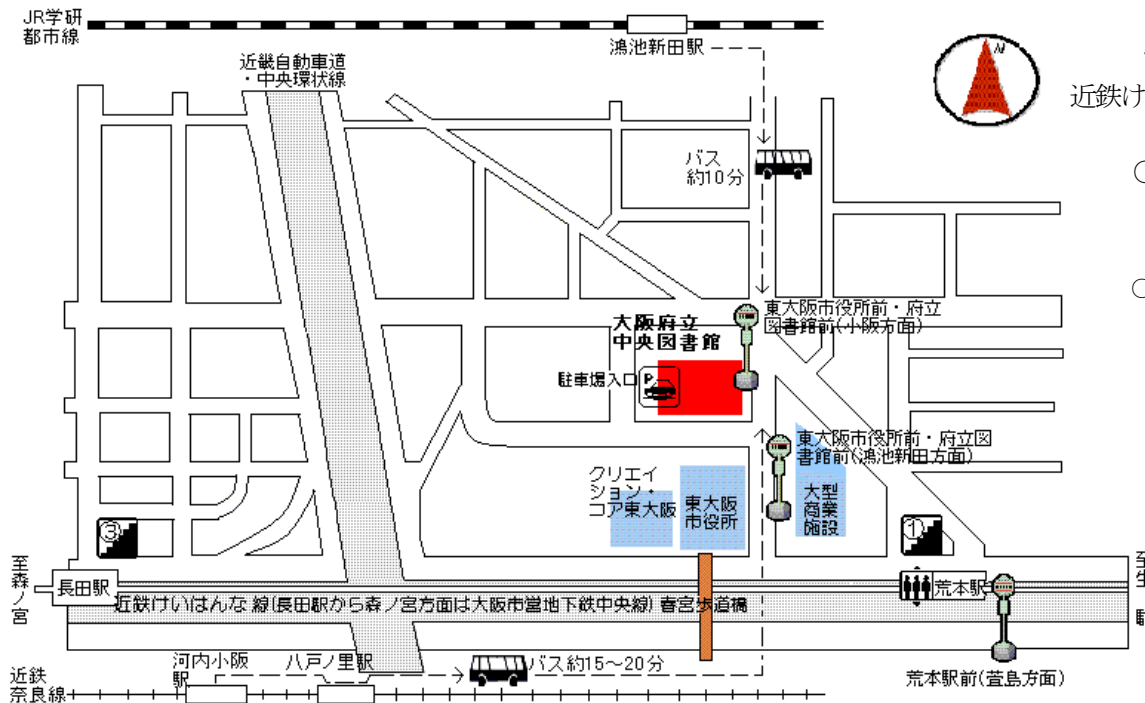 JR学研
都市線
鴻池新田駅
近畿自動車道
・中央環状線
N
近鉄け
バス
約10分
東大阪市役所前・府立
図書館前(小阪方面)
大阪府立
中央図書館
駐車場入口
P
東大阪市役所前・府立図
書館前(鴻池新田方面)
クリエイ
ション・
コア東大阪
東大阪
市役所
大型
商業
施設
③
①
至森ノ宮
長田駅
荒本駅
近鉄けいはんな線(長田駅から森ノ宮方面は大阪市営地下鉄中央線)
春宮歩道橋
至生駒
河内小阪
駅
八戸ノ里駅
バス約15～20分
荒本駅前(萱島方面)
近鉄
奈良線